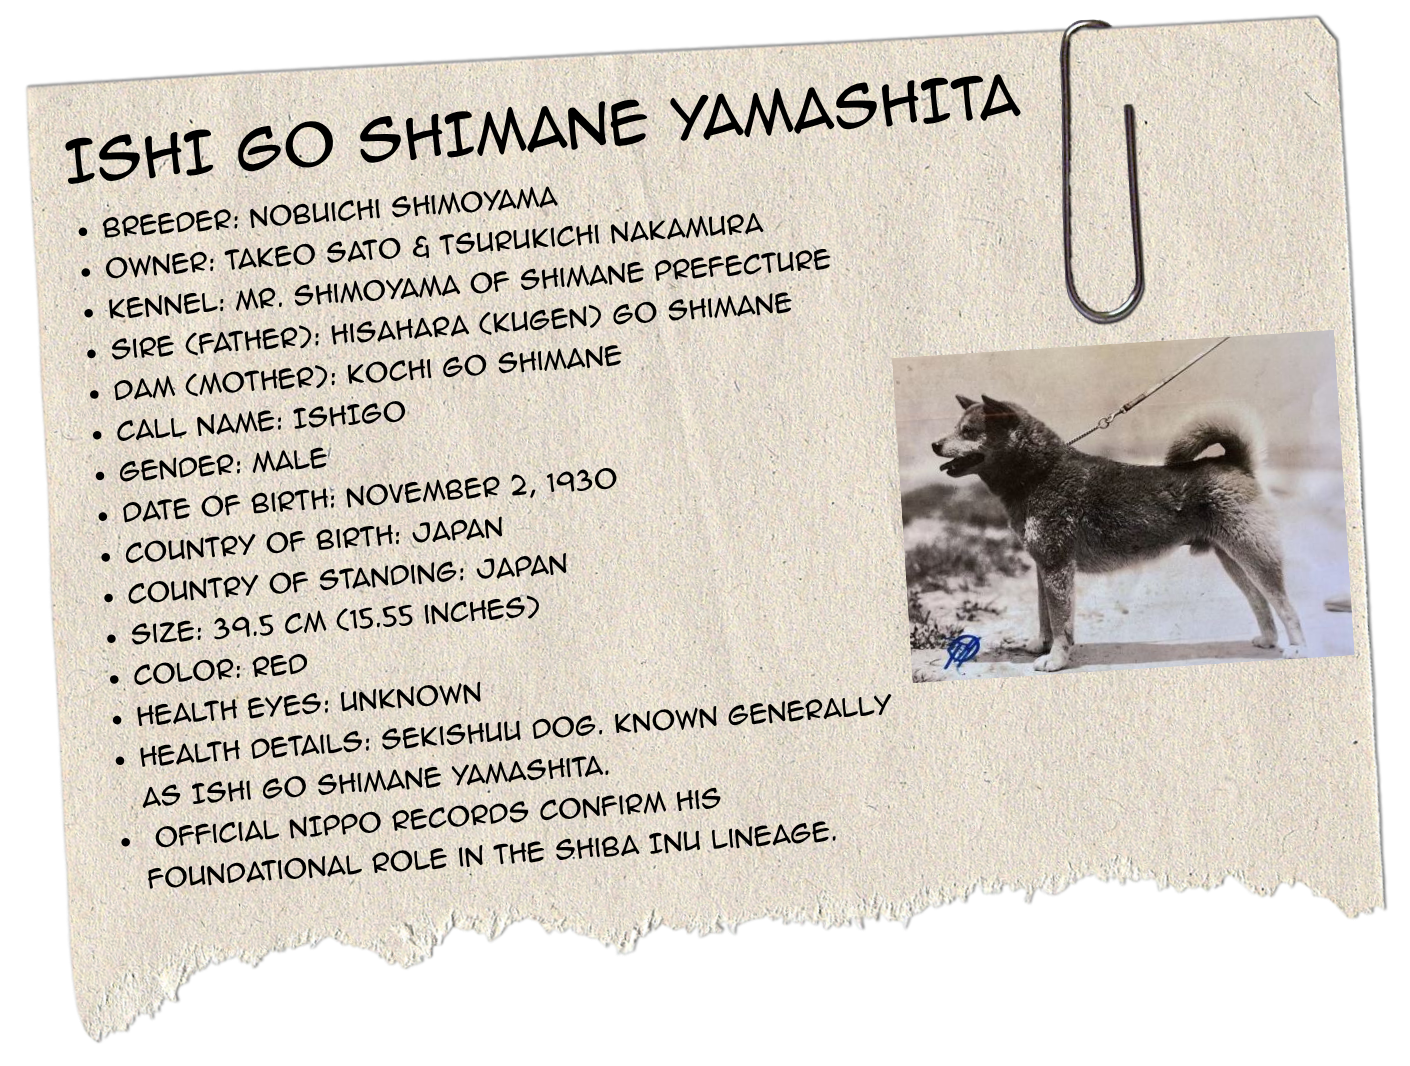 ISHI GO SHIMANE YAMASHITA
• BREEDER: NOBUICHI SHIMOYAMA
• OWNER: TAKEO SATO & TSURUKICHI NAKAMURA
• KENNEL: MR. SHIMOYAMA OF SHIMANE PREFECTURE
• SIRE (FATHER): HISAHARA (KUGEN) GO SHIMANE
• DAM (MOTHER): KOCHI GO SHIMANE
• CALL NAME: ISHIGO
• GENDER: MALE
• DATE OF BIRTH: NOVEMBER 2, 1930
• COUNTRY OF BIRTH: JAPAN
• COUNTRY OF STANDING: JAPAN
• SIZE: 39.5 CM (15.55 INCHES)
• COLOR: RED
• HEALTH EYES: UNKNOWN
• HEALTH DETAILS: SEKISHUU DOG. KNOWN GENERALLY
AS ISHI GO SHIMANE YAMASHITA.
• OFFICIAL NIPPO RECORDS CONFIRM HIS
FOUNDATIONAL ROLE IN THE SHIBA INU LINEAGE.